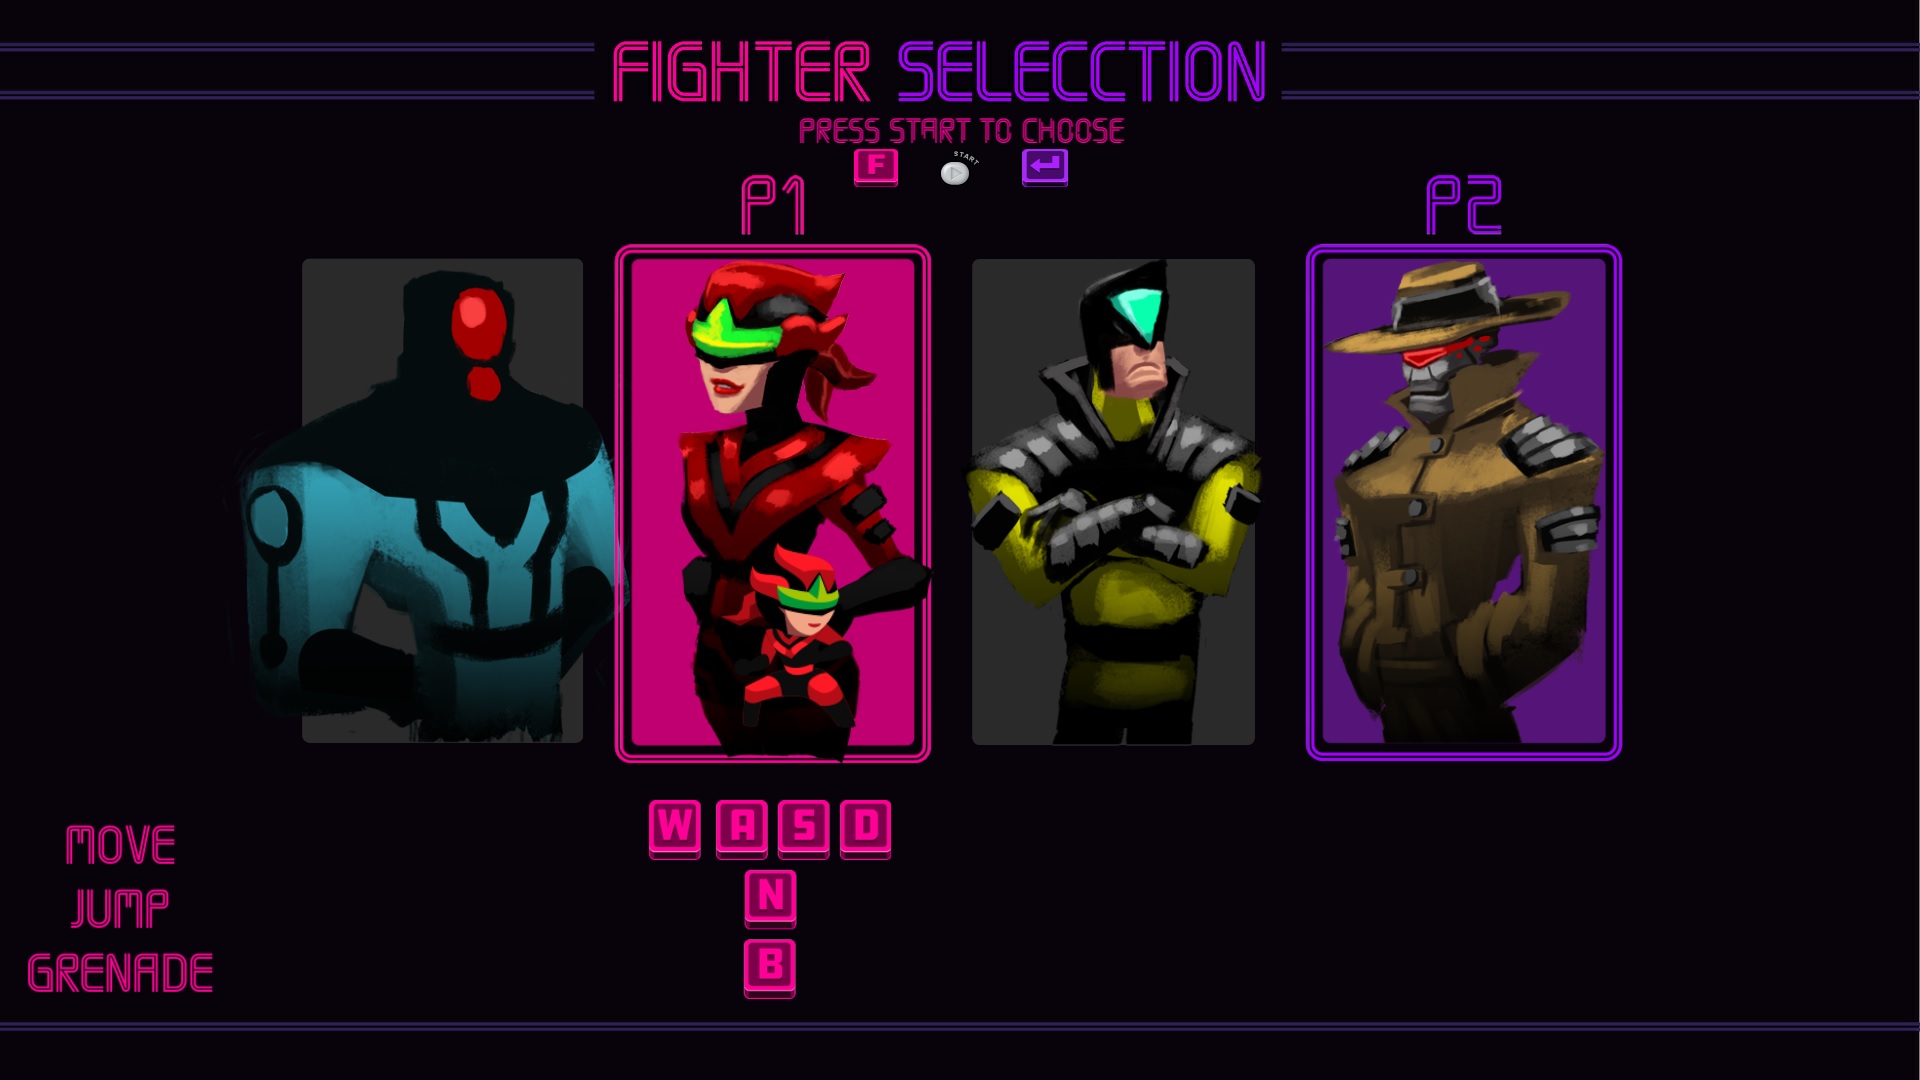 FIGHTER SELECCTION
PRESS START TO CHOOSE
F START
P1 P2
MOVE W A S D
JUMP N
GRENADE B